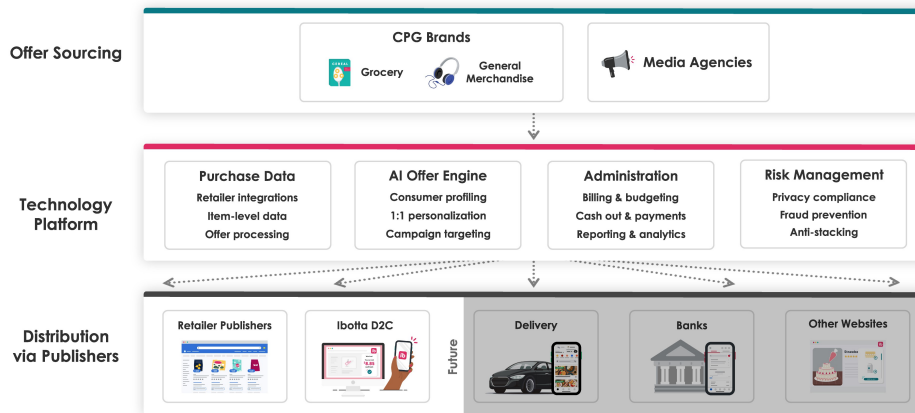 Offer Sourcing
CPG Brands
Grocery
General
Merchandise
Media Agencies
Technology
Platform
Purchase Data
Retailer integrations
Item-level data
Offer processing
AI Offer Engine
Consumer profiling
1:1 personalization
Campaign targeting
Administration
Billing & budgeting
Cash out & payments
Reporting & analytics
Risk Management
Privacy compliance
Fraud prevention
Anti-stacking
Distribution
via Publishers
Retailer Publishers
Ibotta D2C
Future
Delivery
Banks
Other Websites